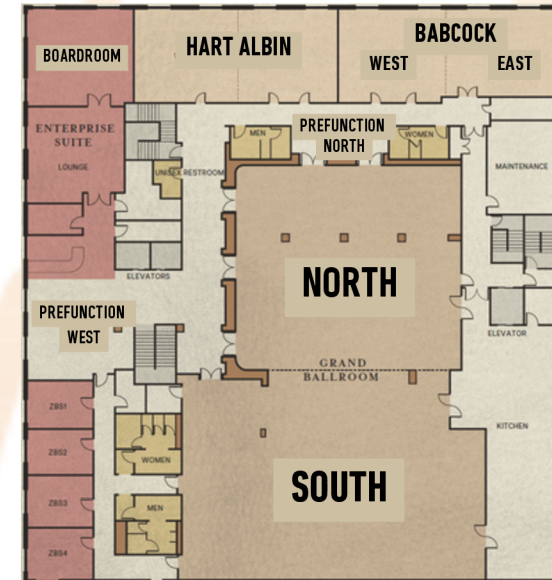 BOARDROOM
HART ALBIN
BABCOCK
WEST
EAST
ENTERPRISE
SUITE
LOUNGE
MEN
PREFUNCTION
NORTH
WOMEN
UNISEX RESTROOM
MAINTENANCE
ELEVATORS
NORTH
PREFUNCTION
WEST
ELEVATOR
GRAND
BALLROOM
ZBS1
ZBS2
ZBS3
ZBS4
WOMEN
MEN
SOUTH
KITCHEN